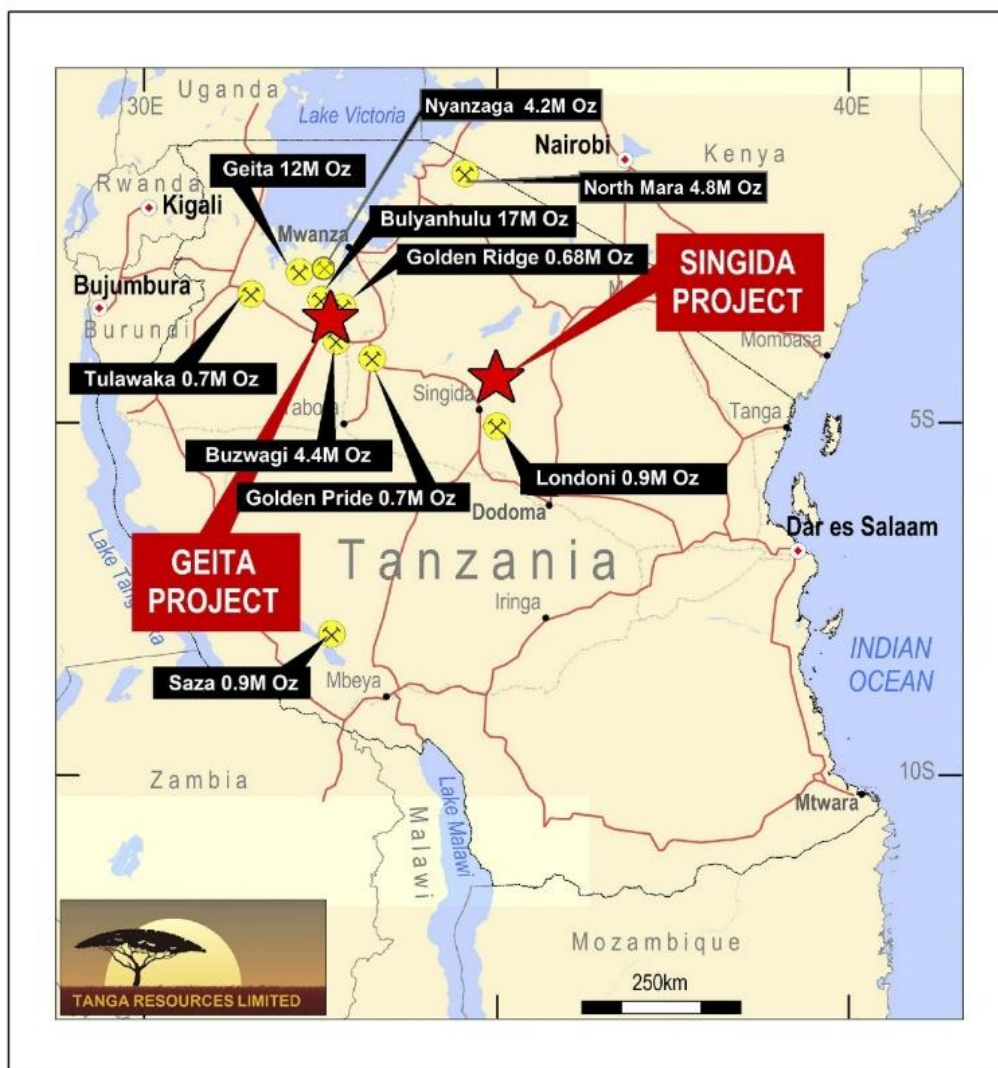 30E
40E
Uganda
Lake Victoria
Nyanzaga 4.2M Oz
Nairobi
Kenya
Geita 12M Oz
North Mara 4.8M Oz
Rwanda
Kigali
Bulyanhulu 17M Oz
Mwanza
Golden Ridge 0.68M Oz
SINGIDA
PROJECT
Bujumbura
Burundi
Mombasa
Tulawaka 0.7M Oz
Singida
Tanga
5S
Buzwagi 4.4M Oz
Londoni 0.9M Oz
Golden Pride 0.7M Oz
Dodoma
Dar es Salaam
GEITA
PROJECT
Tanzania
Iringa
INDIAN
OCEAN
Saza 0.9M Oz
Mbeya
Zambia
10S
Mtwara
Lake Malawi
Malawi
Mozambique
250km
TANGA RESOURCES LIMITED